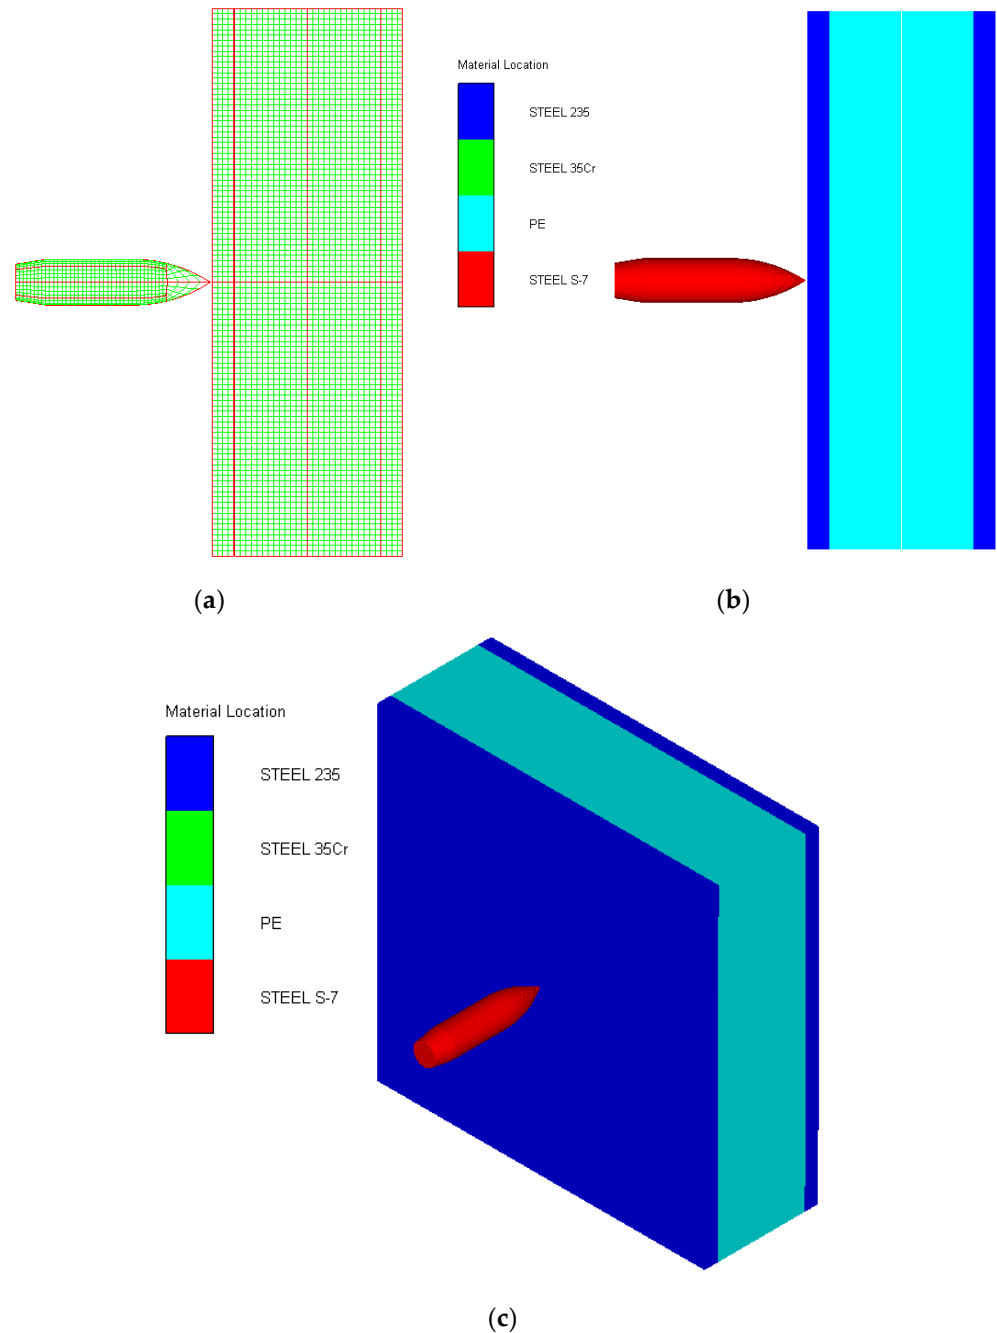 Material Location
STEEL 235
STEEL 35Cr
PE
STEEL S-7
(a)
(b)
Material Location
STEEL 235
STEEL 35Cr
PE
STEEL S-7
(c)